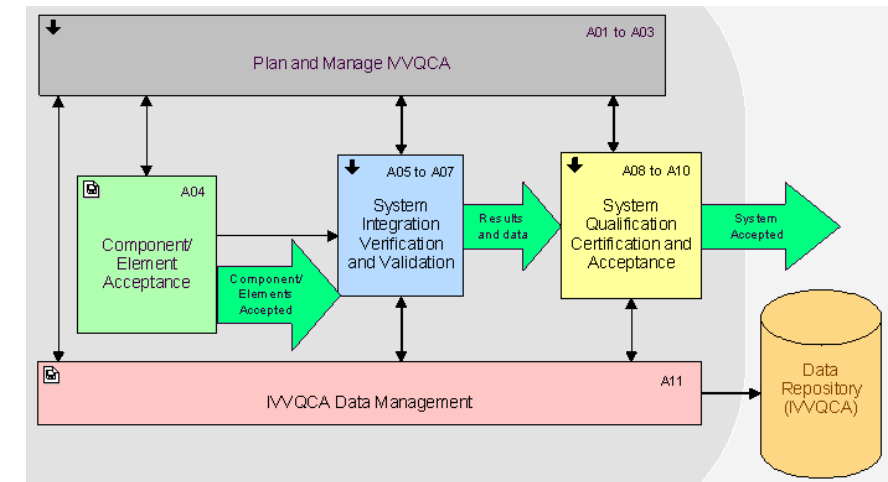 A01 to A03
Plan and Manage IVVQCA
A04
Component/
Element
Acceptance
Component/
Elements
Accepted
A05 to A07
System
Integration
Verification
and Validation
Results
and data
A08 to A10
System
Qualification
Certification and
Acceptance
System
Accepted
A11
IVVQCA Data Management
Data
Repository
(IVVQCA)